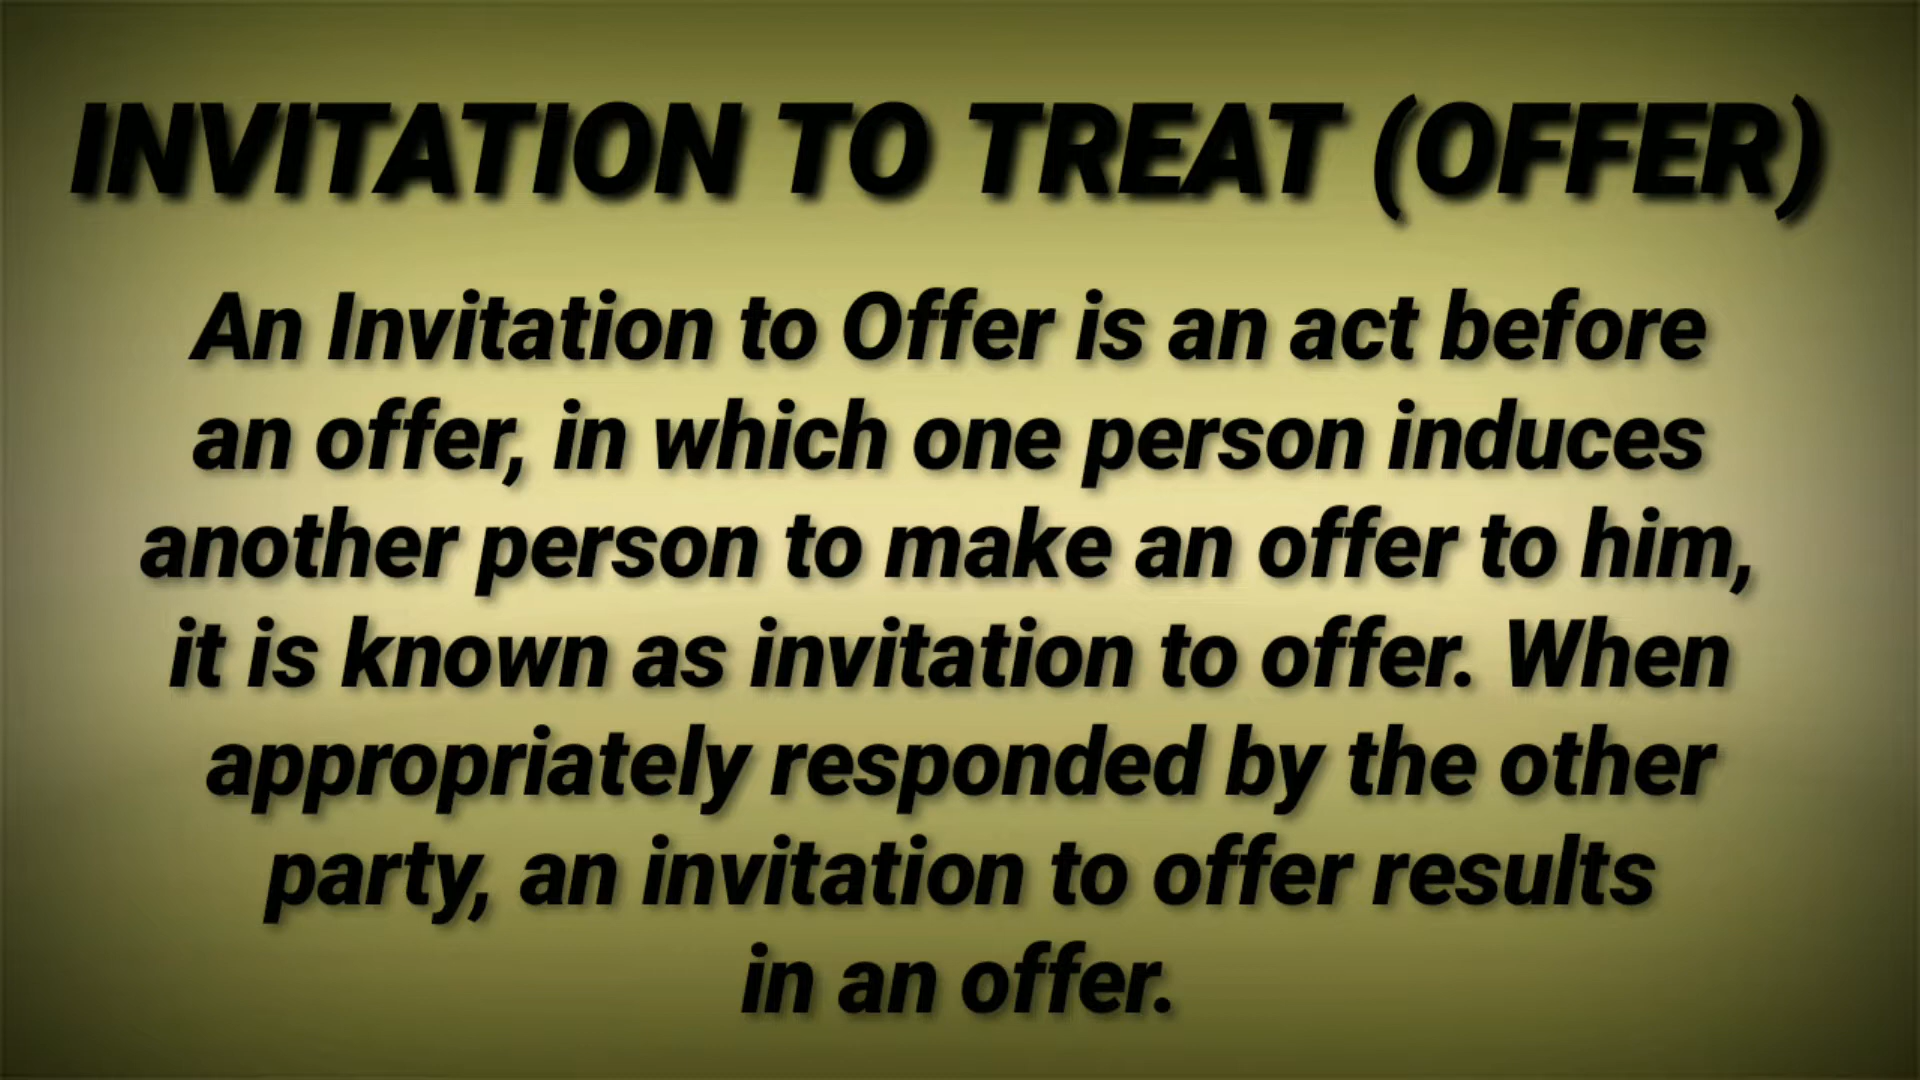 INVITATION TO TREAT (OFFER)
An Invitation to Offer is an act before
an offer, in which one person induces
another person to make an offer to him,
it is known as invitation to offer. When
appropriately responded by the other
party, an invitation to offer results
in an offer.